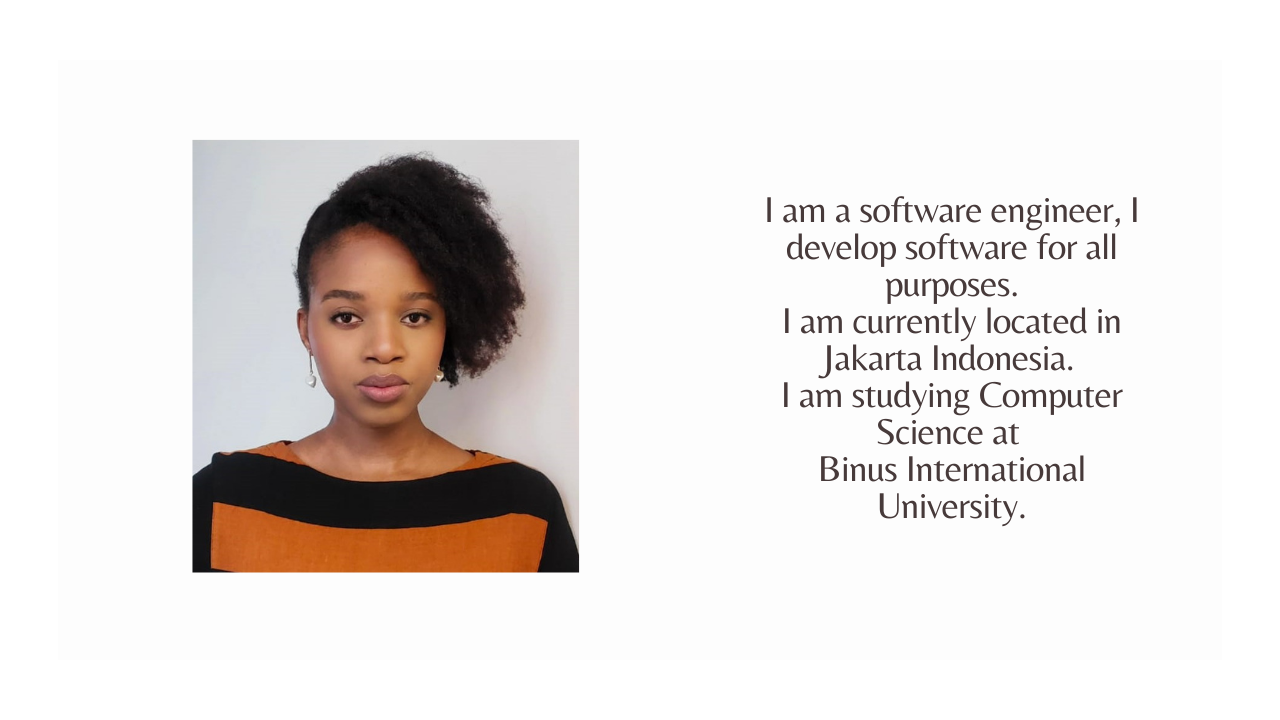 I am a software engineer, I
develop software for all
purposes.
I am currently located in
Jakarta Indonesia.
I am studying Computer
Science at
Binus International
University.